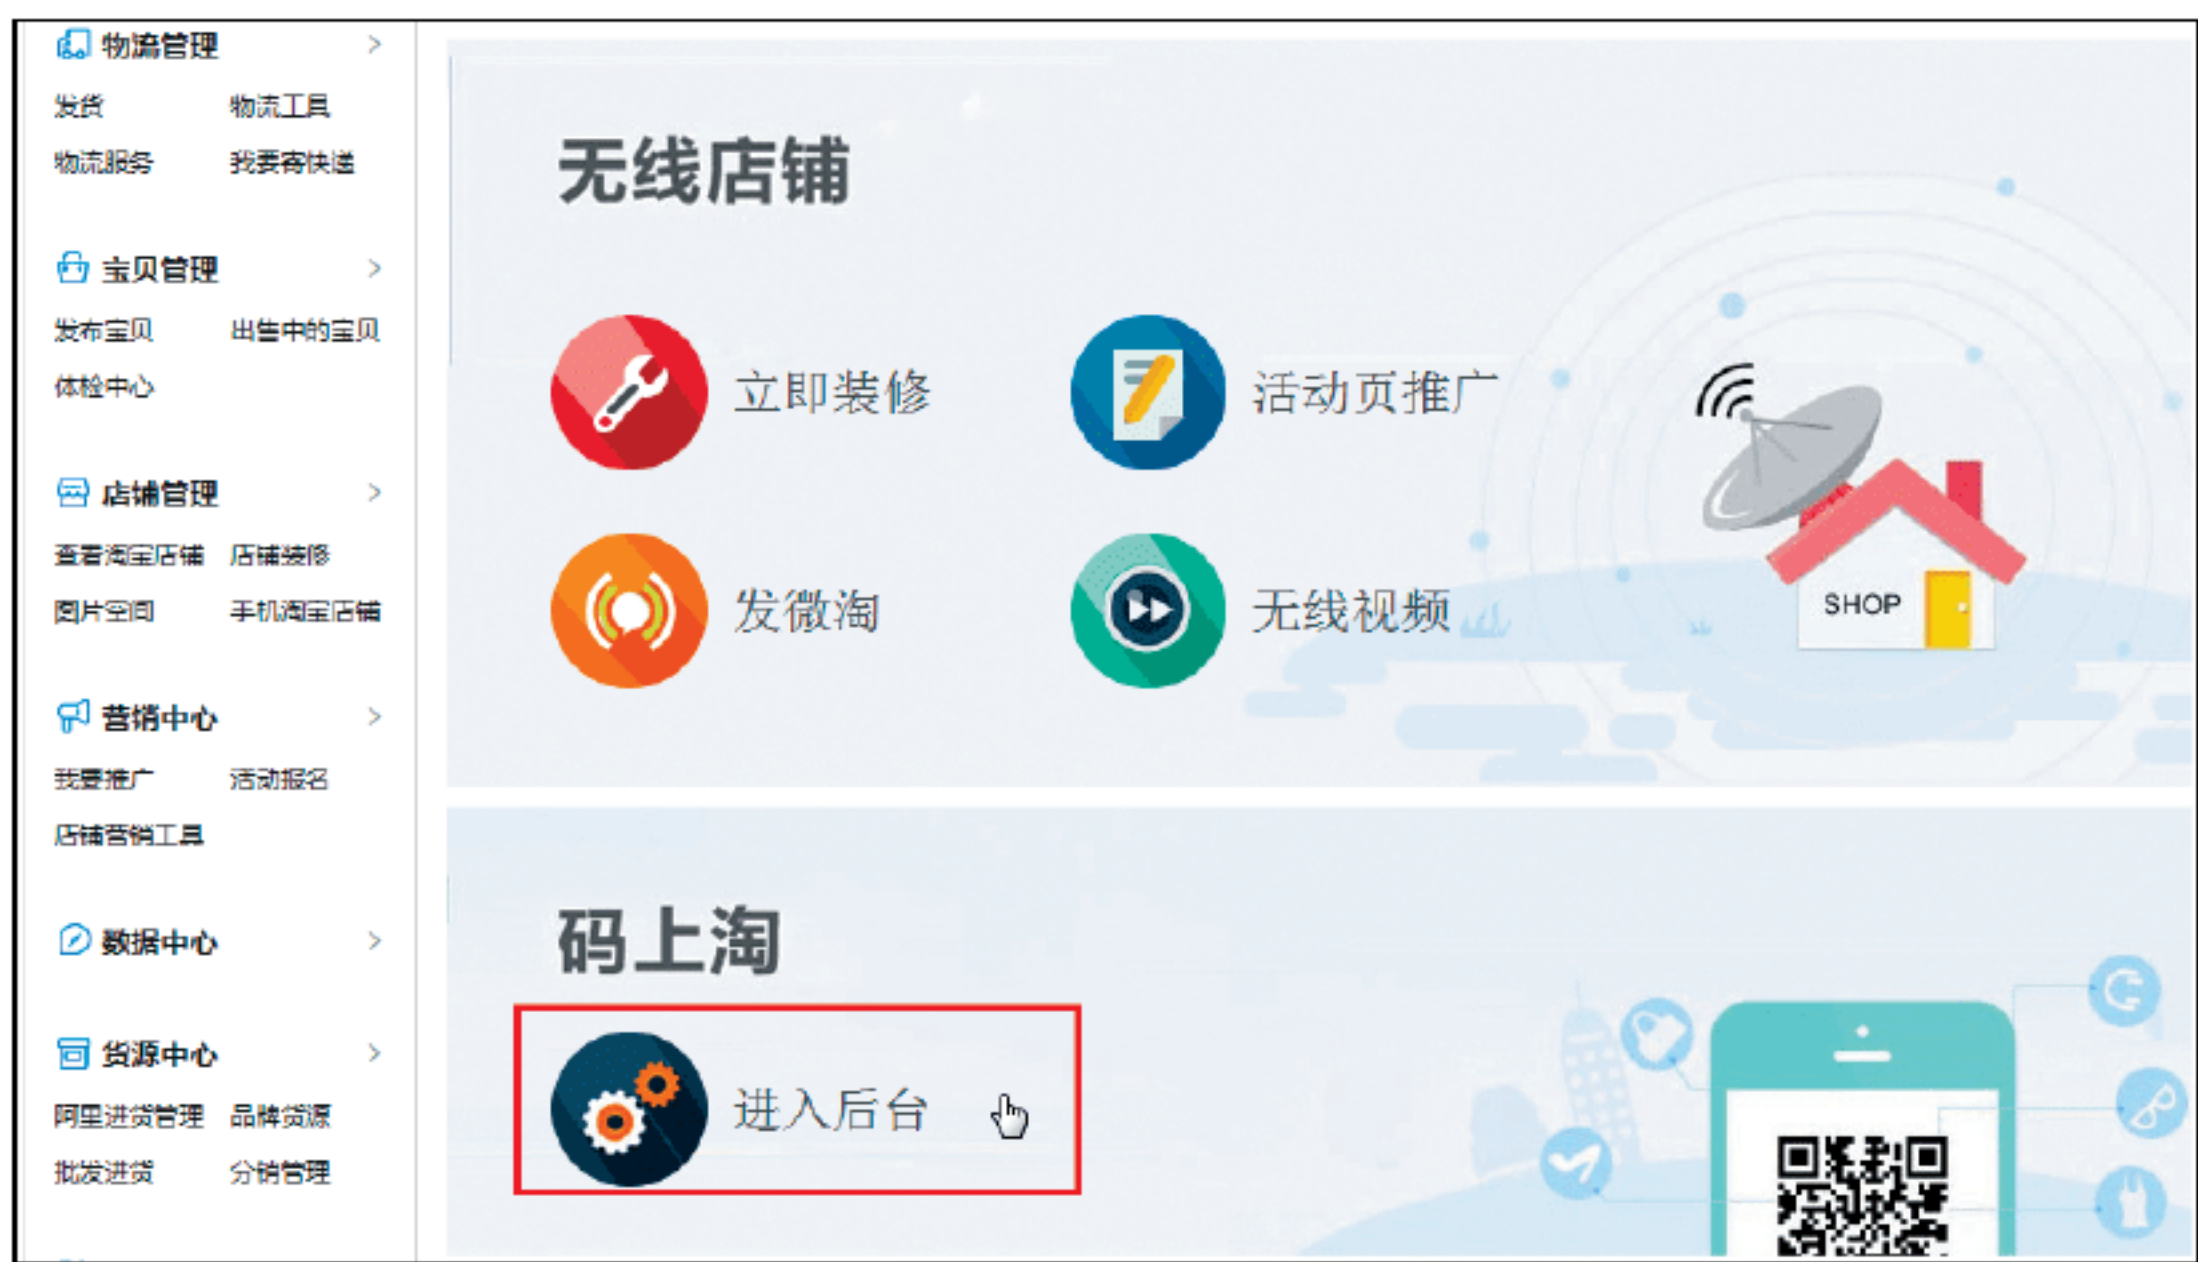 物流管理 >
发货 物流工具
物流服务 我要寄快递
宝贝管理 >
发布宝贝 出售中的宝贝
体检中心
店铺管理 >
查看淘宝店铺 店铺装修
图片空间 手机淘宝店铺
营销中心 >
我要推广 活动报名
店铺营销工具
数据中心 >
货源中心 >
阿里进货管理 品牌货源
批发进货 分销管理
无线店铺
立即装修 活动页推广
发微淘 无线视频
SHOP
码上淘
进入后台